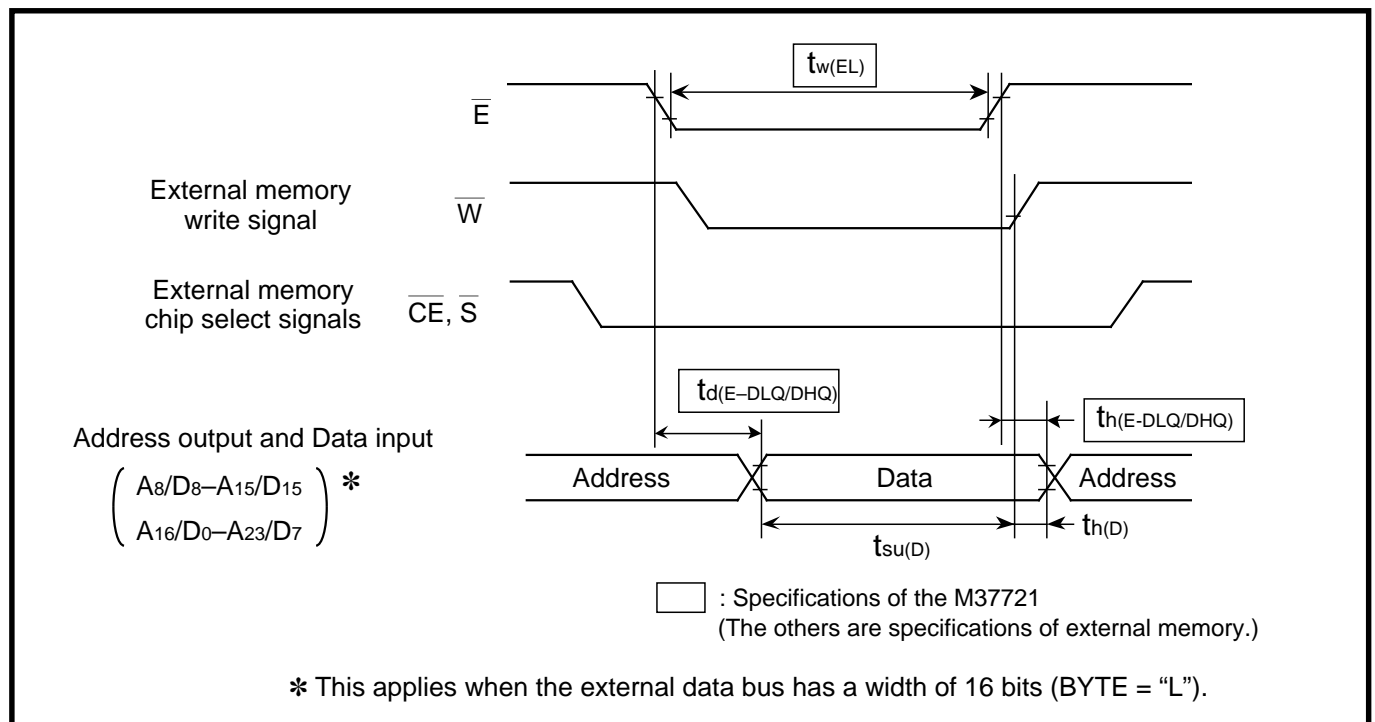 tw(EL)
E
External memory
write signal
W
External memory
chip select signals
CE, S
td(E–DLQ/DHQ)
th(E-DLQ/DHQ)
Address output and Data input
A8/D8–A15/D15
A16/D0–A23/D7
✻
Address
Data
Address
tsu(D)
th(D)
: Specifications of the M37721
(The others are specifications of external memory.)
✻ This applies when the external data bus has a width of 16 bits (BYTE = “L”).